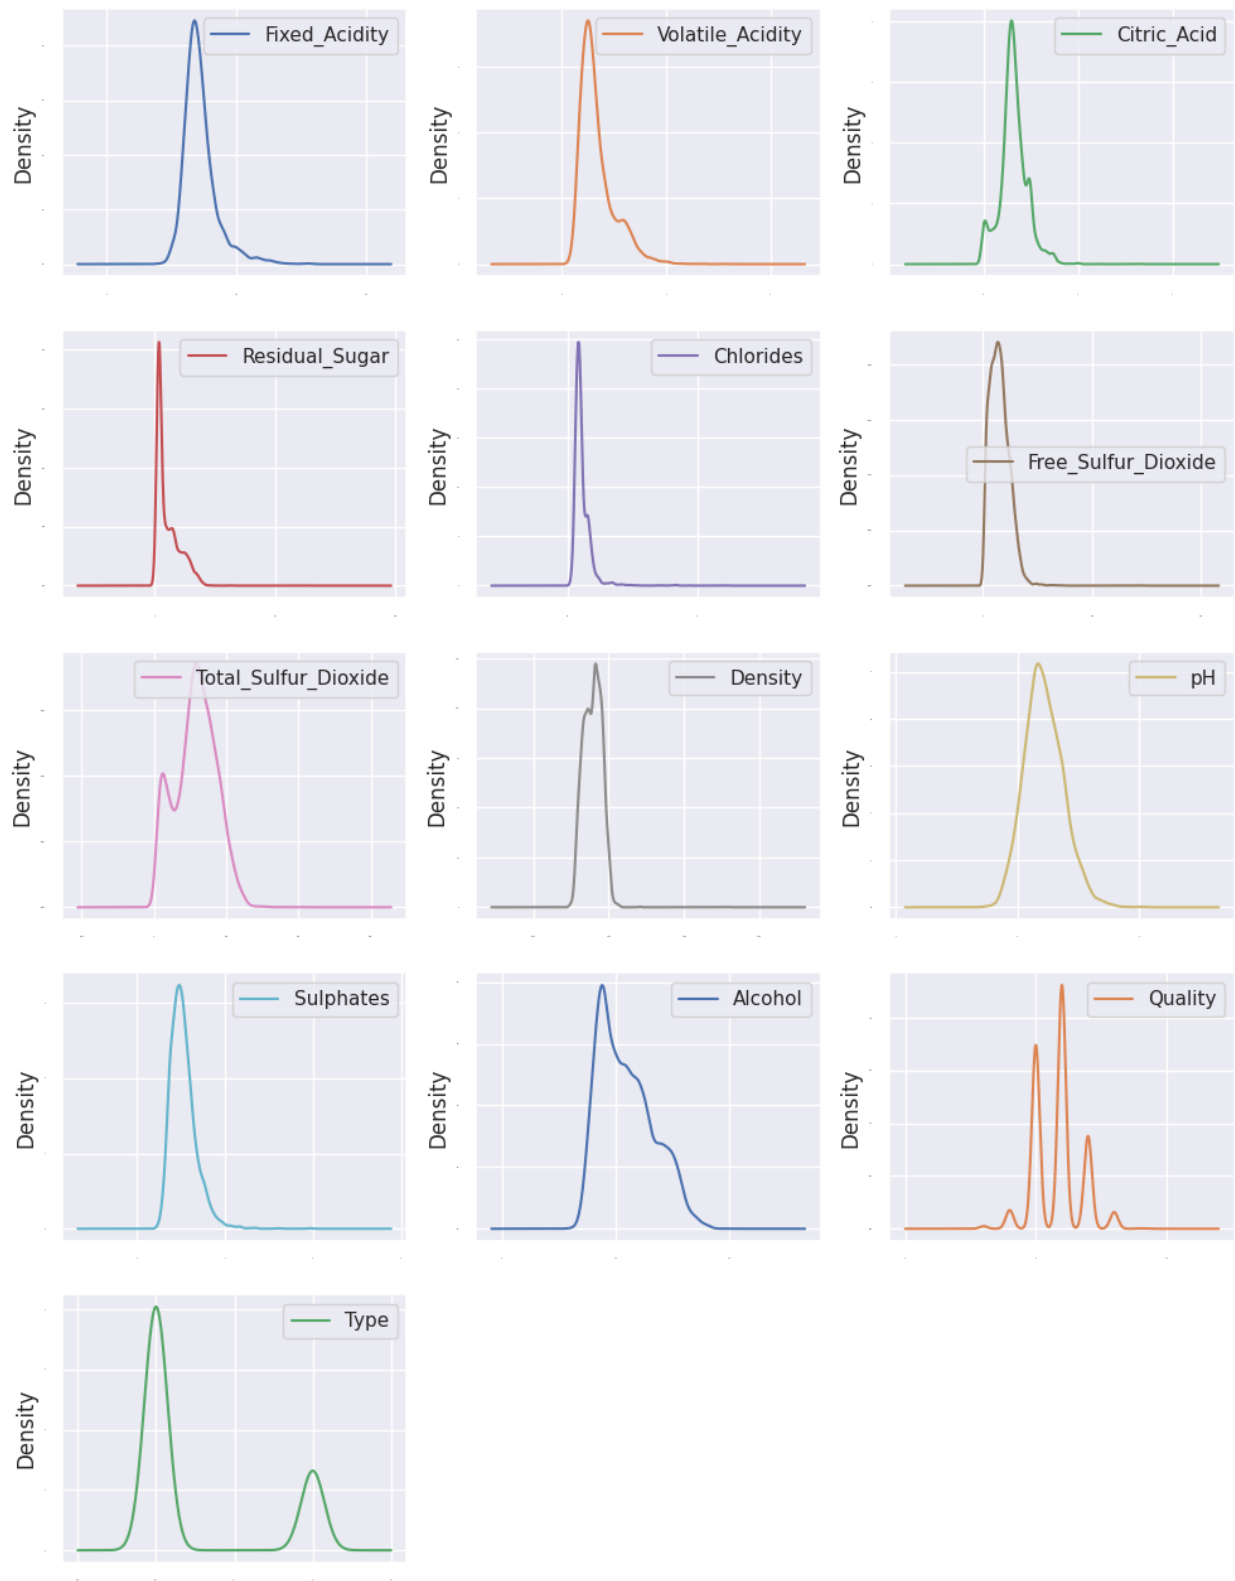 Fixed_Acidity
Density
Volatile_Acidity
Density
Citric_Acid
Density
Residual_Sugar
Density
Chlorides
Density
Free_Sulfur_Dioxide
Density
Total_Sulfur_Dioxide
Density
Density
Density
pH
Density
Sulphates
Density
Alcohol
Density
Quality
Density
Type
Density